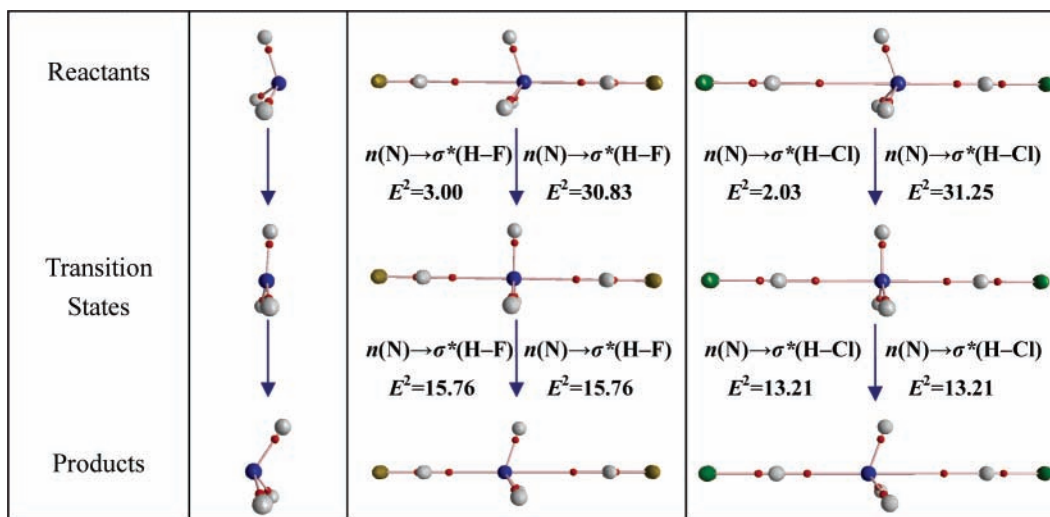 Reactants
n(N)→σ*(H–F) n(N)→σ*(H–F)
E²=3.00 E²=30.83
n(N)→σ*(H–Cl) n(N)→σ*(H–Cl)
E²=2.03 E²=31.25
Transition
States
n(N)→σ*(H–F) n(N)→σ*(H–F)
E²=15.76 E²=15.76
n(N)→σ*(H–Cl) n(N)→σ*(H–Cl)
E²=13.21 E²=13.21
Products